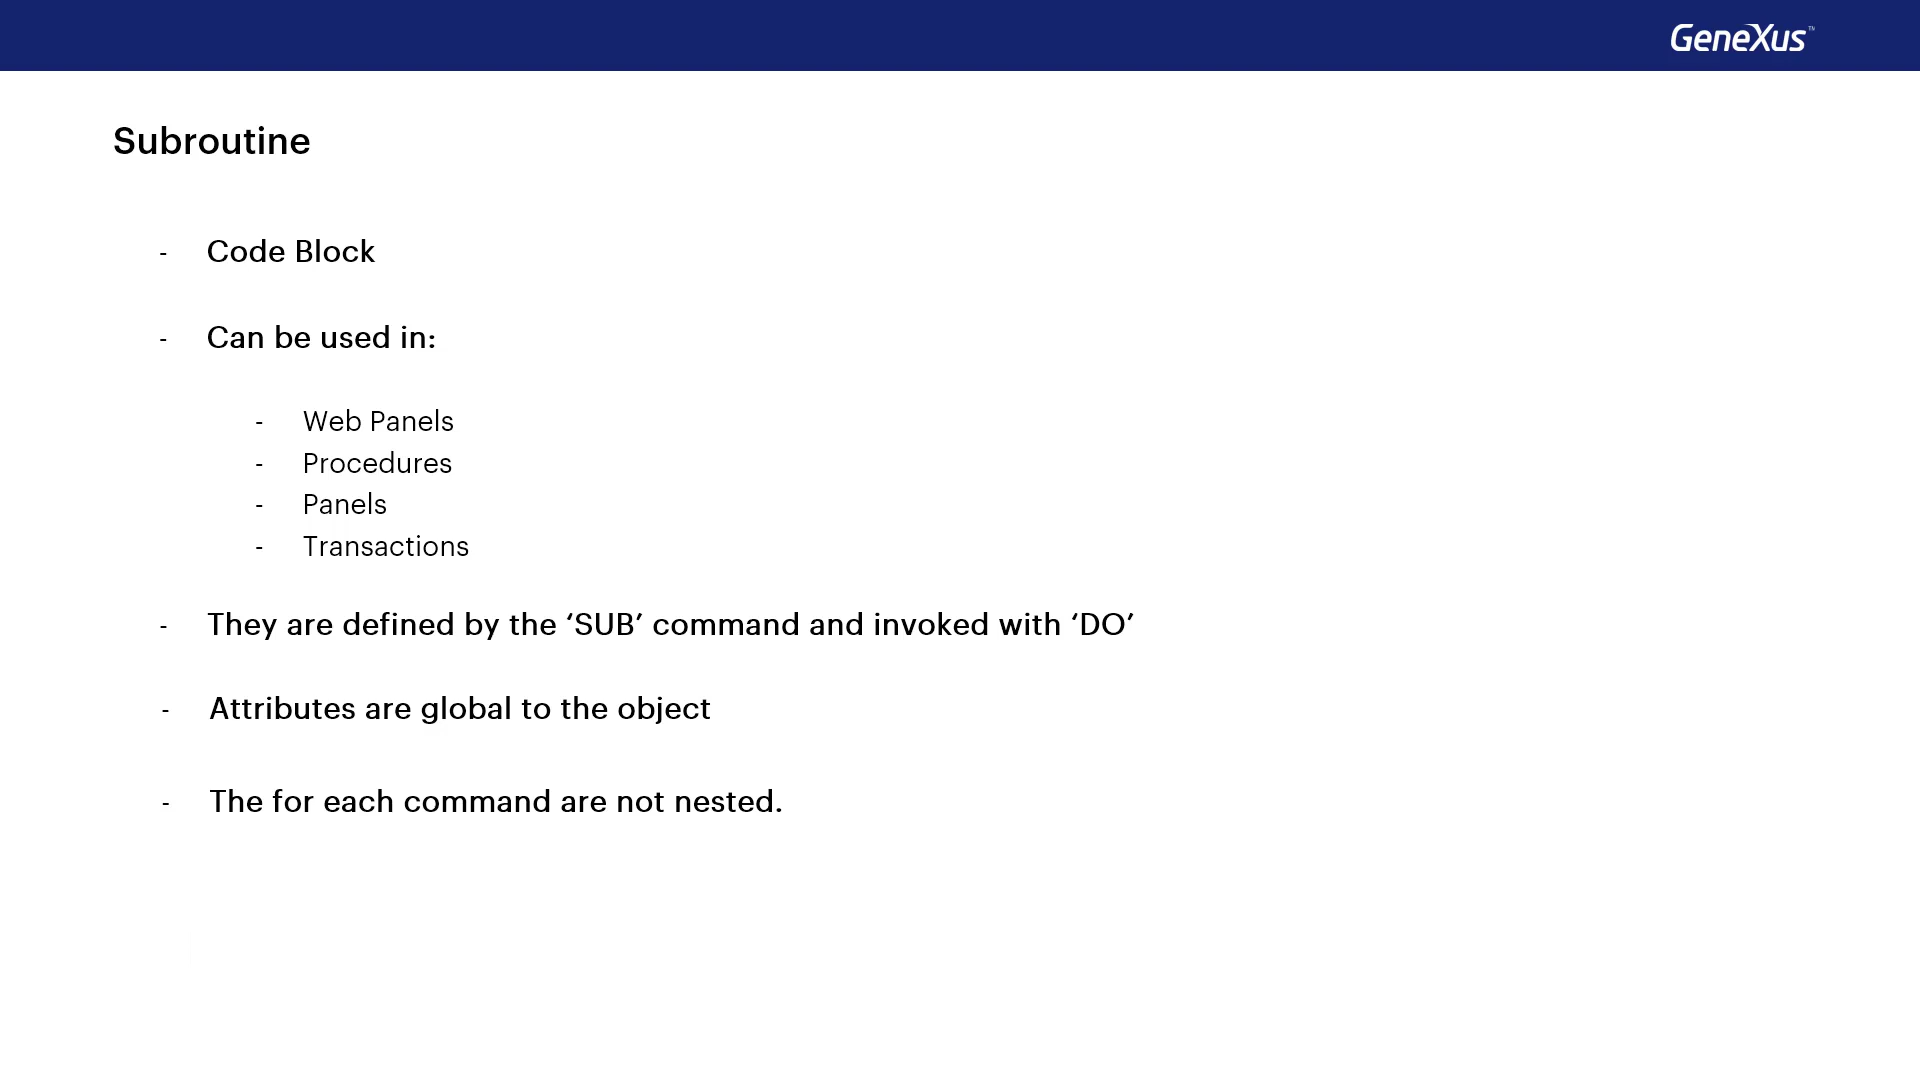 GeneXus™
Subroutine
- Code Block
- Can be used in:
- Web Panels
- Procedures
- Panels
- Transactions
- They are defined by the ‘SUB’ command and invoked with ‘DO’
- Attributes are global to the object
- The for each command are not nested.